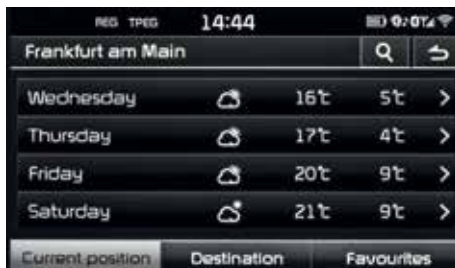 REG TPEG 14:44
Frankfurt am Main
Wednesday 16℃ 5℃
Thursday 17℃ 4℃
Friday 20℃ 9℃
Saturday 21℃ 9℃
Current position Destination Favourites